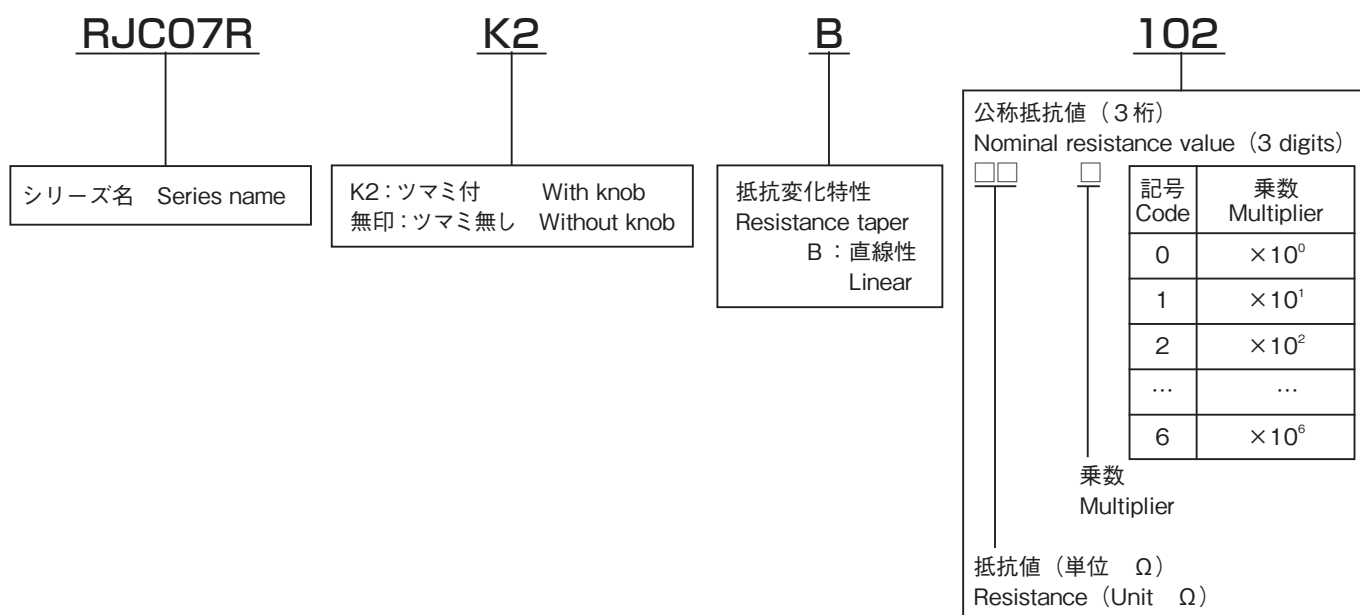 RJC07R K2 B 102
シリーズ名 Series name
K2：ツマミ付 With knob
無印：ツマミ無し Without knob
抵抗変化特性
Resistance taper
B：直線性
Linear
公称抵抗値（3桁）
Nominal resistance value（3 digits）
□□ □
記号 乗数
Code Multiplier
0 ×10⁰
1 ×10¹
2 ×10²
… …
6 ×10⁶
乗数
Multiplier
抵抗値（単位 Ω）
Resistance（Unit Ω）